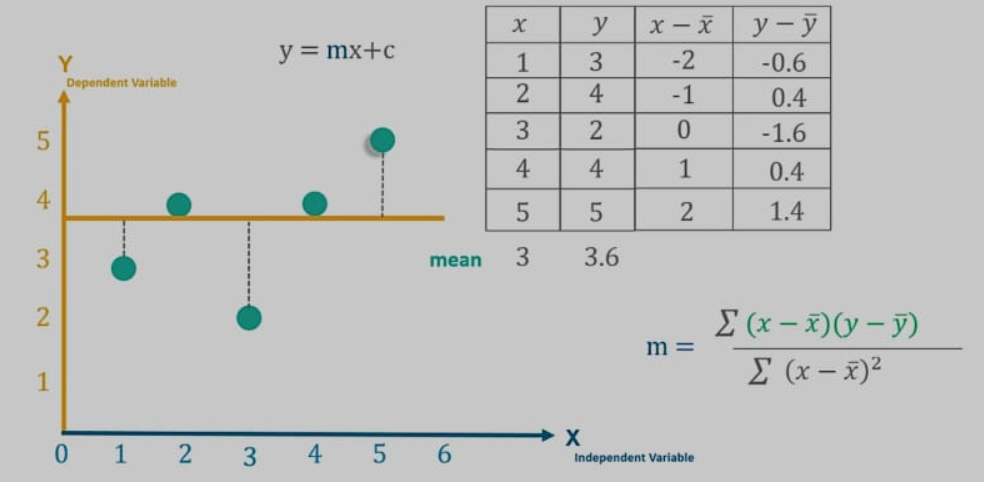 y = mx+c
Y
Dependent Variable
5
4
3
2
1
0 1 2 3 4 5 6
X
Independent Variable
x y x − x̄ y − ȳ
1 3 -2 -0.6
2 4 -1 0.4
3 2 0 -1.6
4 4 1 0.4
5 5 2 1.4
mean 3 3.6
m = Σ (x − x̄)(y − ȳ)
Σ (x − x̄)²